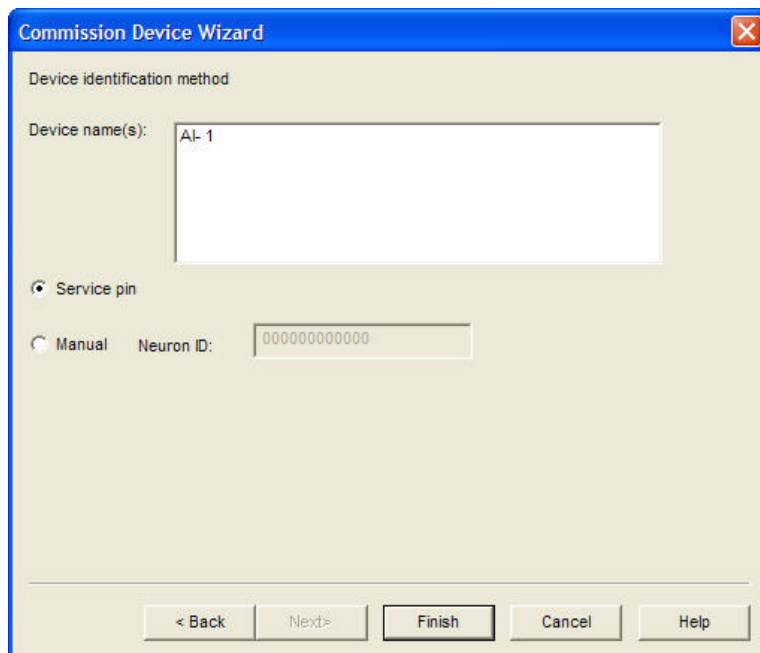 Commission Device Wizard
Device identification method
Device name(s):
AI- 1
Service pin
Manual Neuron ID: 000000000000
< Back Next> Finish Cancel Help